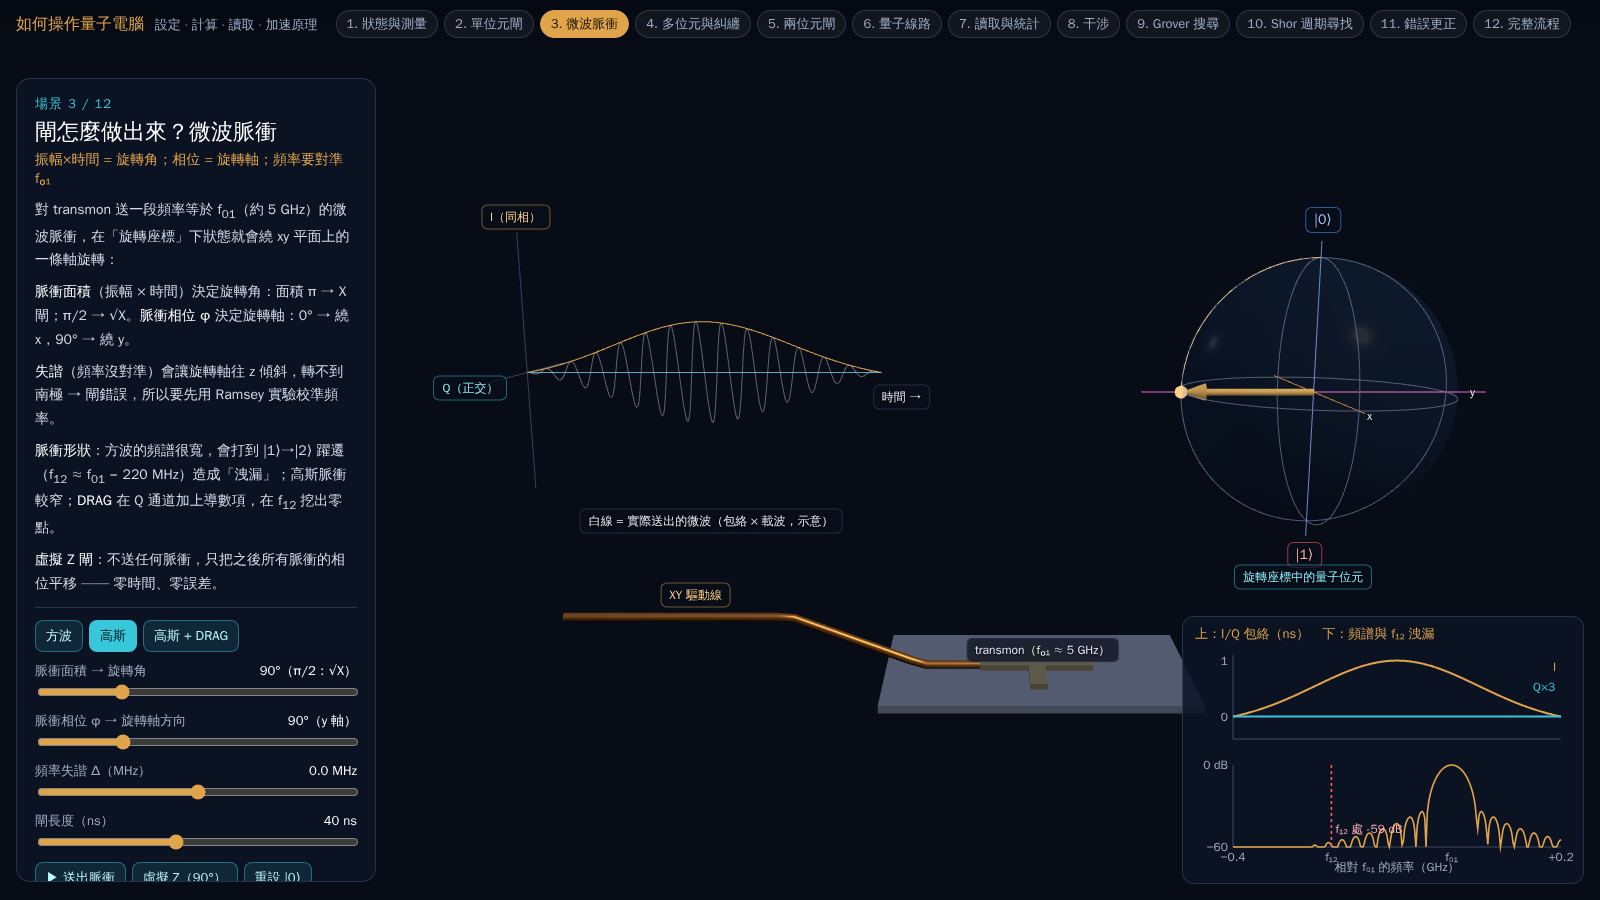 如何操作量子電腦 設定 · 計算 · 讀取 · 加速原理 1. 狀態與測量 2. 單位元閘 3. 微波脈衝 4. 多位元與糾纏 5. 兩位元閘 6. 量子線路 7. 讀取與統計 8. 干涉 9. Grover 搜尋 10. Shor 週期尋找 11. 錯誤更正 12. 完整流程
場景 3 / 12
閘怎麼做出來？微波脈衝
振幅×時間 = 旋轉角；相位 = 旋轉軸；頻率要對準
f₀₁
對 transmon 送一段頻率等於 f₀₁（約 5 GHz）的微
波脈衝，在「旋轉座標」下狀態就會繞 xy 平面上的
一條軸旋轉：
脈衝面積（振幅 × 時間）決定旋轉角：面積 π → X
閘；π/2 → √X。脈衝相位 φ 決定旋轉軸：0° → 繞
x，90° → 繞 y。
失諧（頻率沒對準）會讓旋轉軸往 z 傾斜，轉不到
南極 → 閘錯誤，所以要先用 Ramsey 實驗校準頻
率。
脈衝形狀：方波的頻譜很寬，會打到 |1⟩→|2⟩ 躍遷
（f₁₂ ≈ f₀₁ − 220 MHz）造成「洩漏」；高斯脈衝
較窄；DRAG 在 Q 通道加上導數項，在 f₁₂ 挖出零
點。
虛擬 Z 閘：不送任何脈衝，只把之後所有脈衝的相
位平移 —— 零時間、零誤差。
方波 高斯 高斯 + DRAG
脈衝面積 → 旋轉角 90°（π/2：√X）
脈衝相位 φ → 旋轉軸方向 90°（y 軸）
頻率失諧 Δ（MHz） 0.0 MHz
閘長度（ns） 40 ns
▶ 送出脈衝 虛擬 Z（90°） 重設 |0⟩
I（同相）
Q（正交）
時間 →
白線 = 實際送出的微波（包絡 × 載波，示意）
XY 驅動線
transmon（f₀₁ ≈ 5 GHz）
|0⟩
y
x
|1⟩
旋轉座標中的量子位元
上：I/Q 包絡（ns） 下：頻譜與 f₁₂ 洩漏
1
I
Q×3
0
0 dB
f₁₂ 處 -59 dB
−60
−0.4 f₁₂ f₀₁ +0.2
相對 f₀₁ 的頻率（GHz）